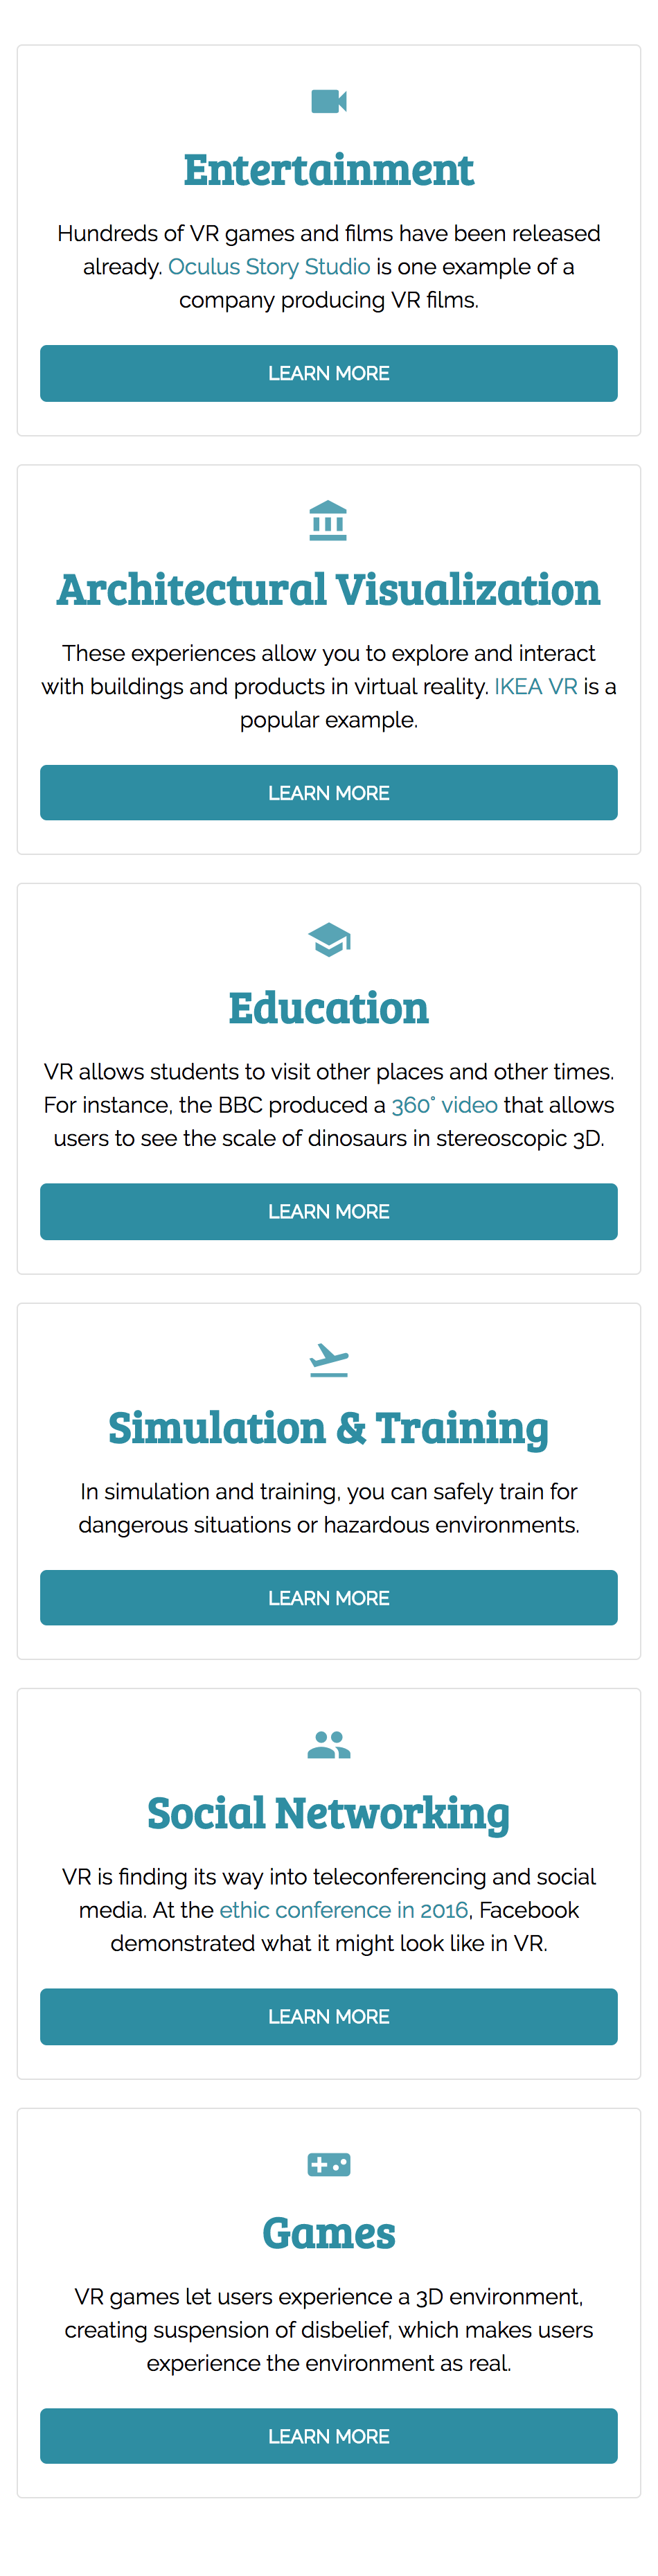 Entertainment
Hundreds of VR games and films have been released
already. Oculus Story Studio is one example of a
company producing VR films.
LEARN MORE
Architectural Visualization
These experiences allow you to explore and interact
with buildings and products in virtual reality. IKEA VR is a
popular example.
LEARN MORE
Education
VR allows students to visit other places and other times.
For instance, the BBC produced a 360° video that allows
users to see the scale of dinosaurs in stereoscopic 3D.
LEARN MORE
Simulation & Training
In simulation and training, you can safely train for
dangerous situations or hazardous environments.
LEARN MORE
Social Networking
VR is finding its way into teleconferencing and social
media. At the ethic conference in 2016, Facebook
demonstrated what it might look like in VR.
LEARN MORE
Games
VR games let users experience a 3D environment,
creating suspension of disbelief, which makes users
experience the environment as real.
LEARN MORE